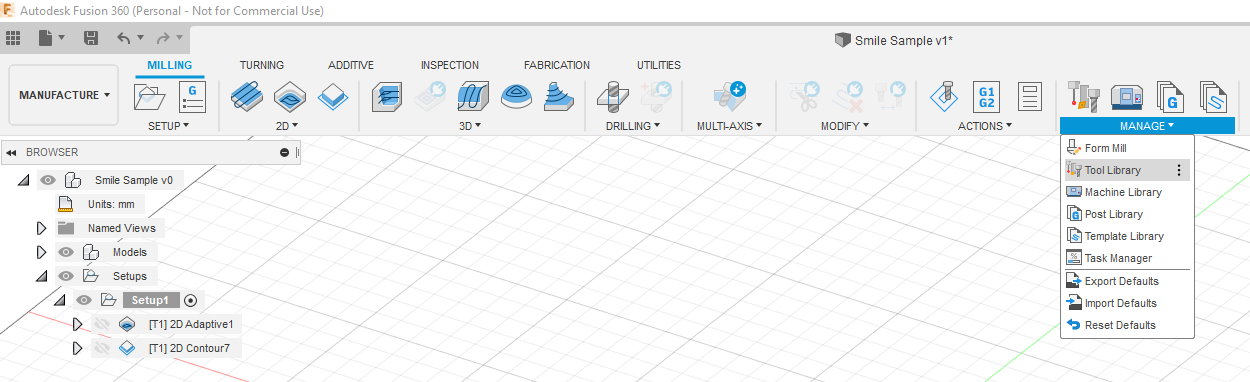 Autodesk Fusion 360 (Personal - Not for Commercial Use)
Smile Sample v1*
MILLING TURNING ADDITIVE INSPECTION FABRICATION UTILITIES
MANUFACTURE
G
G1
G2
G
SETUP 2D 3D DRILLING MULTI-AXIS MODIFY ACTIONS MANAGE
BROWSER
Smile Sample v0
Units: mm
Named Views
Models
Setups
Setup1
[T1] 2D Adaptive1
[T1] 2D Contour7
Form Mill
Tool Library
Machine Library
Post Library
Template Library
Task Manager
Export Defaults
Import Defaults
Reset Defaults